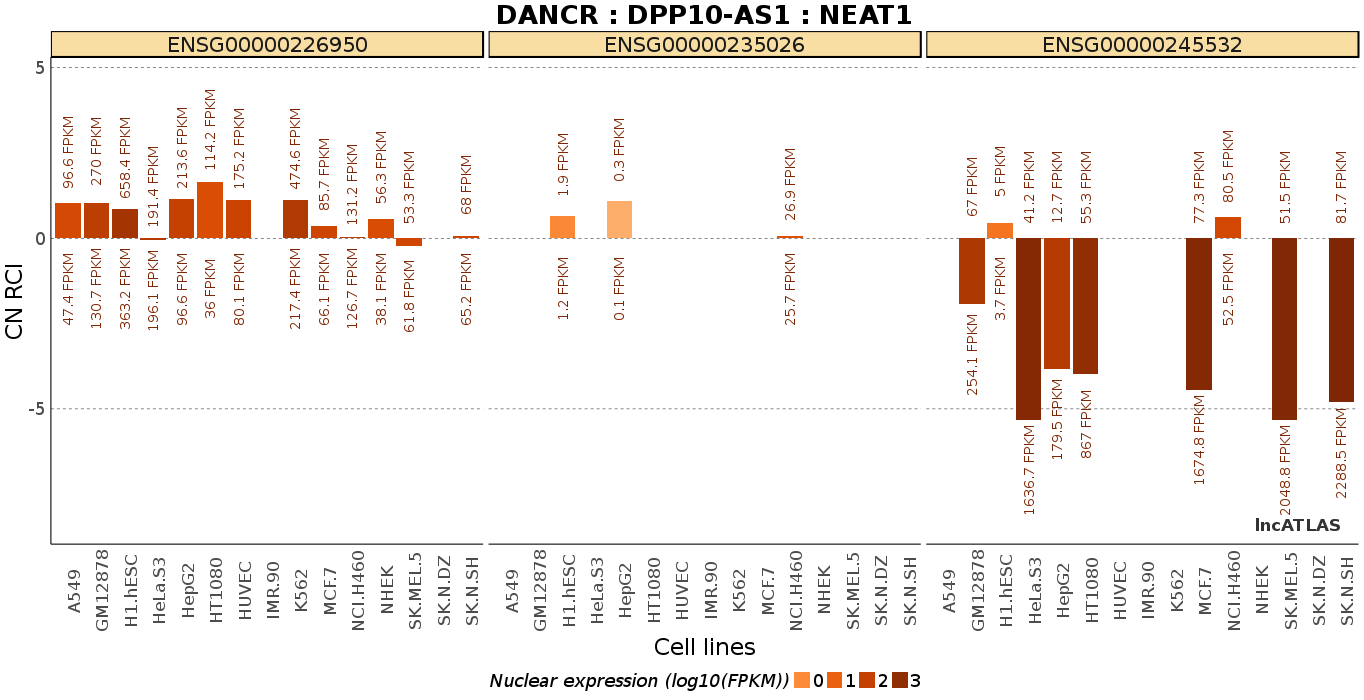 DANCR : DPP10-AS1 : NEAT1
ENSG00000226950
ENSG00000235026
ENSG00000245532
CN RCI
5
0
-5
96.6 FPKM
270 FPKM
658.4 FPKM
191.4 FPKM
213.6 FPKM
114.2 FPKM
175.2 FPKM
474.6 FPKM
85.7 FPKM
131.2 FPKM
56.3 FPKM
53.3 FPKM
68 FPKM
47.4 FPKM
130.7 FPKM
363.2 FPKM
196.1 FPKM
96.6 FPKM
36 FPKM
80.1 FPKM
217.4 FPKM
66.1 FPKM
126.7 FPKM
38.1 FPKM
61.8 FPKM
65.2 FPKM
1.9 FPKM
0.3 FPKM
26.9 FPKM
1.2 FPKM
0.1 FPKM
25.7 FPKM
67 FPKM
5 FPKM
41.2 FPKM
12.7 FPKM
55.3 FPKM
77.3 FPKM
80.5 FPKM
51.5 FPKM
81.7 FPKM
254.1 FPKM
3.7 FPKM
1636.7 FPKM
179.5 FPKM
867 FPKM
1674.8 FPKM
52.5 FPKM
2048.8 FPKM
2288.5 FPKM
lncATLAS
A549
GM12878
H1.hESC
HeLa.S3
HepG2
HT1080
HUVEC
IMR.90
K562
MCF.7
NCI.H460
NHEK
SK.MEL.5
SK.N.DZ
SK.N.SH
A549
GM12878
H1.hESC
HeLa.S3
HepG2
HT1080
HUVEC
IMR.90
K562
MCF.7
NCI.H460
NHEK
SK.MEL.5
SK.N.DZ
SK.N.SH
A549
GM12878
H1.hESC
HeLa.S3
HepG2
HT1080
HUVEC
IMR.90
K562
MCF.7
NCI.H460
NHEK
SK.MEL.5
SK.N.DZ
SK.N.SH
Cell lines
Nuclear expression (log10(FPKM)) 0 1 2 3